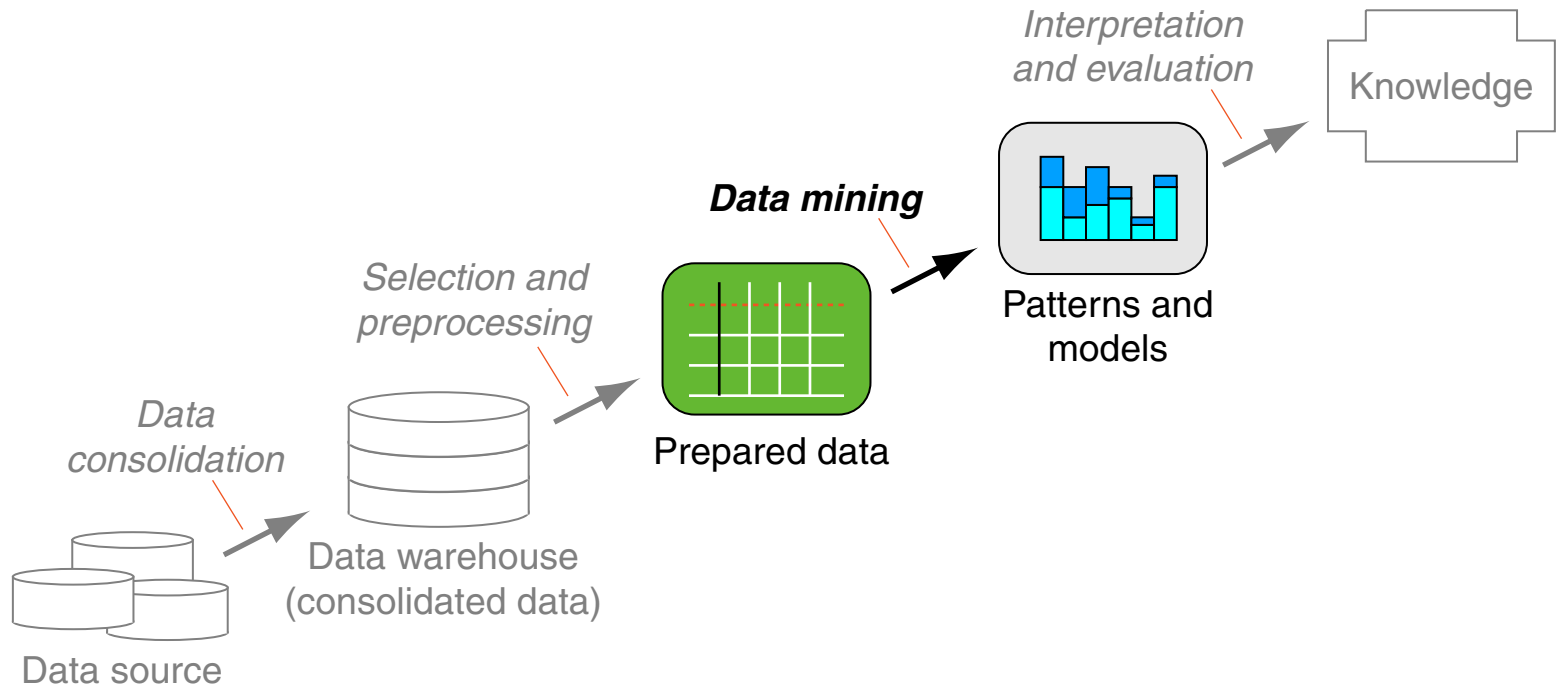 Data source
Data
consolidation
Data warehouse
(consolidated data)
Selection and
preprocessing
Prepared data
Data mining
Patterns and
models
Interpretation
and evaluation
Knowledge